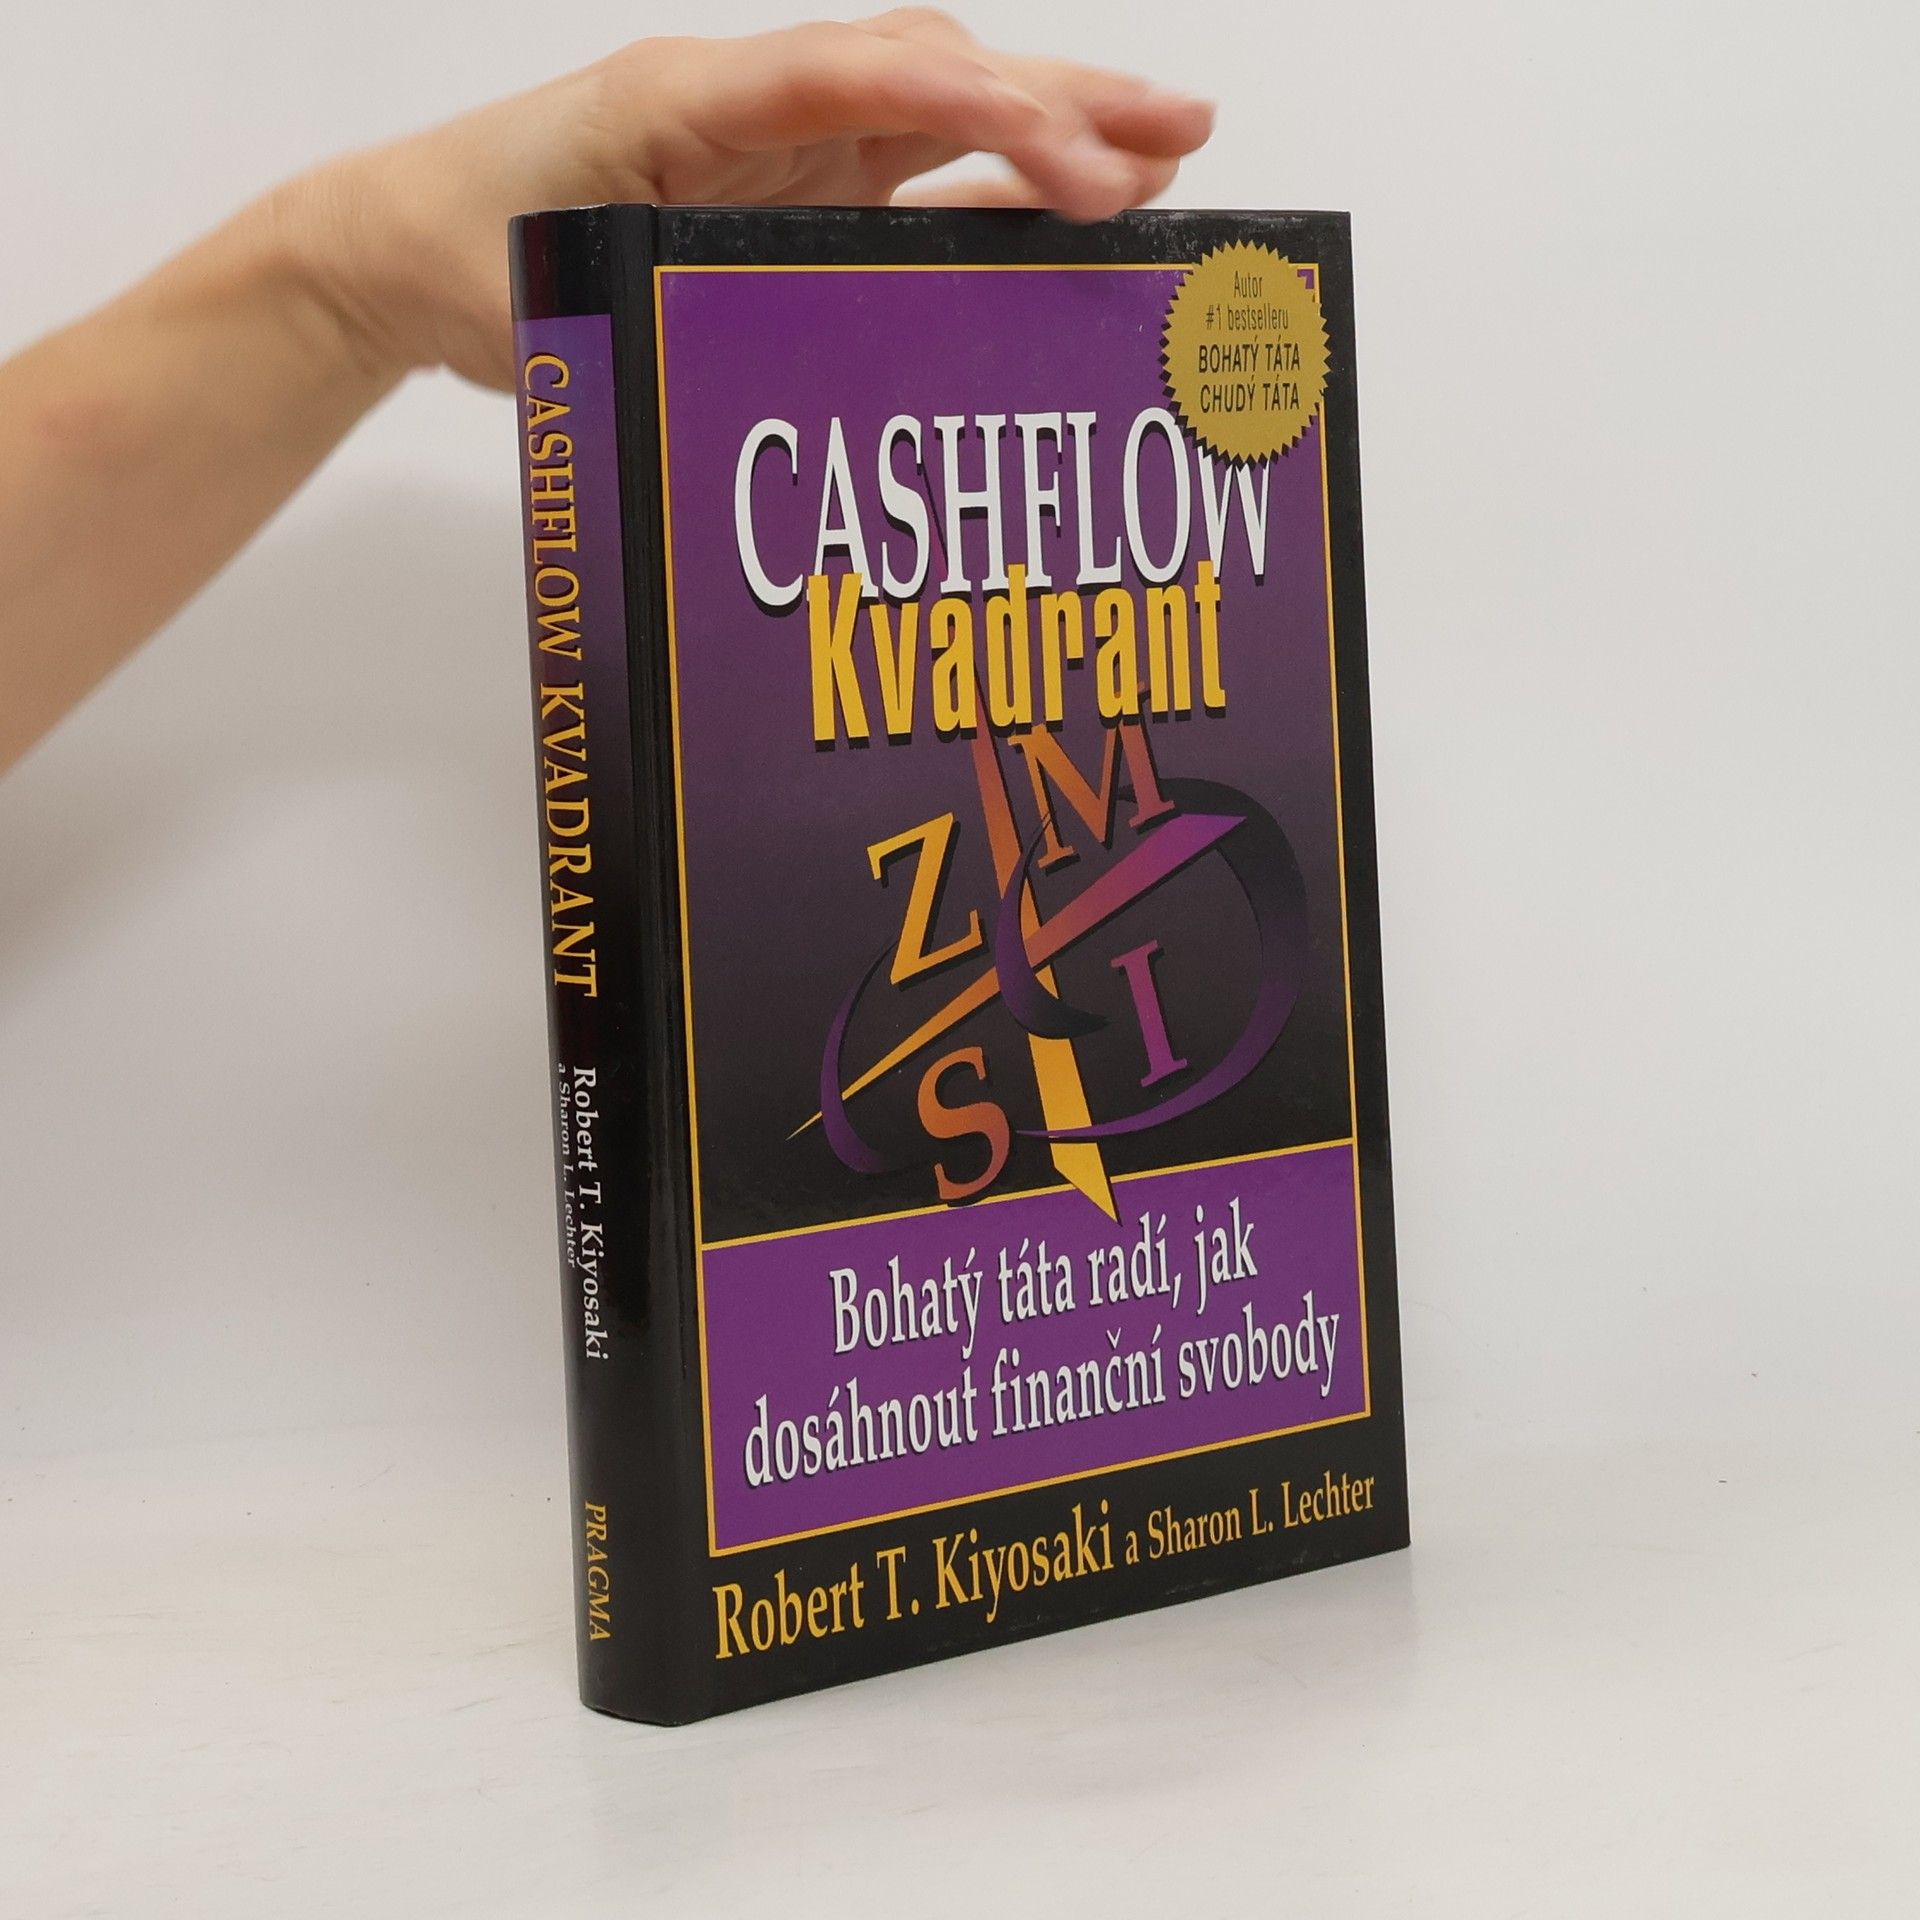 Autor
#1 bestselleru
BOHATÝ TÁTA
CHUDÝ TÁTA
CASHFLOW
Kvadrant
Z M
S I
Bohatý táta radí, jak
dosáhnout finanční svobody
Robert T. Kiyosaki a Sharon L. Lechter
CASHFLOW KVADRANT
Robert T. Kiyosaki
a Sharon L. Lechter
PRAGMA